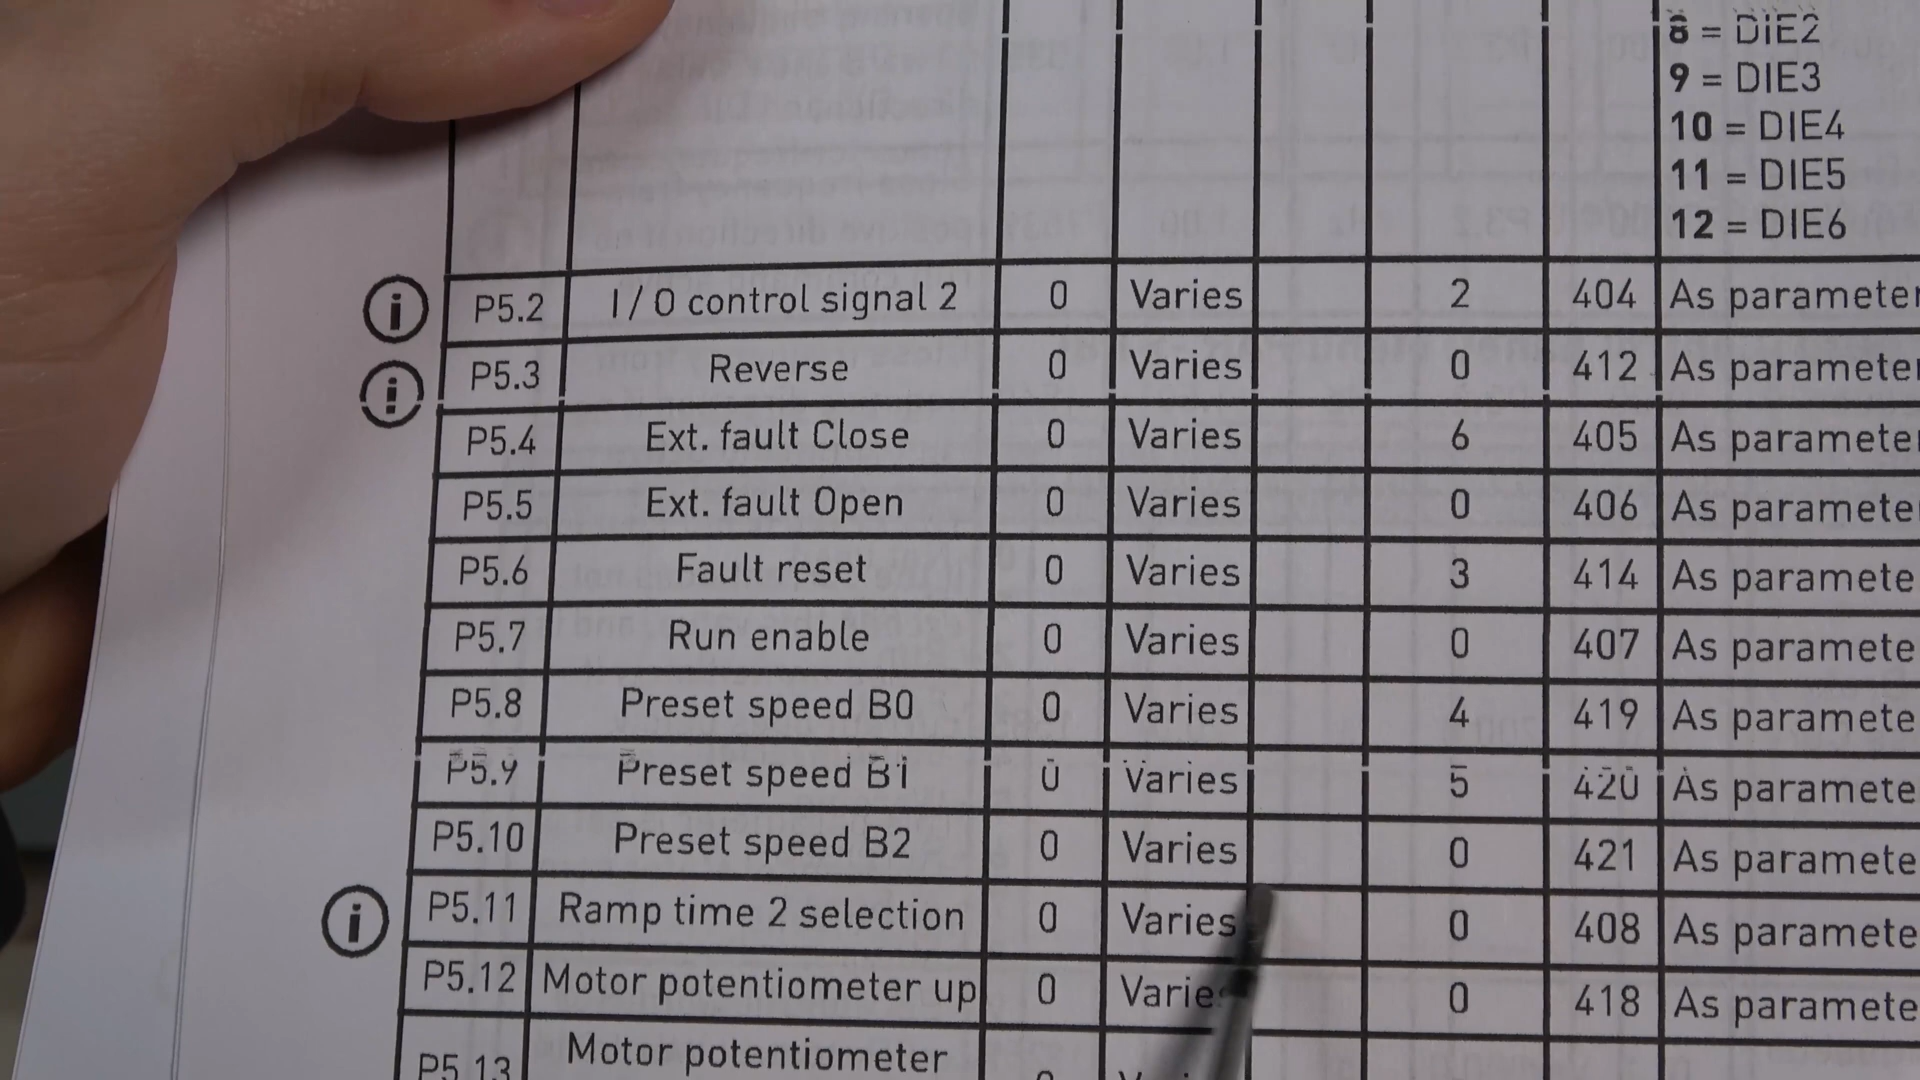 8 = DIE2
9 = DIE3
10 = DIE4
11 = DIE5
12 = DIE6
P5.2 I / O control signal 2 0 Varies 2 404 As parameter
P5.3 Reverse 0 Varies 0 412 As parameter
P5.4 Ext. fault Close 0 Varies 6 405 As parameter
P5.5 Ext. fault Open 0 Varies 0 406 As paramete
P5.6 Fault reset 0 Varies 3 414 As paramete
P5.7 Run enable 0 Varies 0 407 As paramete
P5.8 Preset speed B0 0 Varies 4 419 As paramete
P5.9 Preset speed B1 0 Varies 5 420 As paramete
P5.10 Preset speed B2 0 Varies 0 421 As paramete
P5.11 Ramp time 2 selection 0 Varies 0 408 As paramete
P5.12 Motor potentiometer up 0 Varie 0 418 As paramete
P5.13 Motor potentiometer